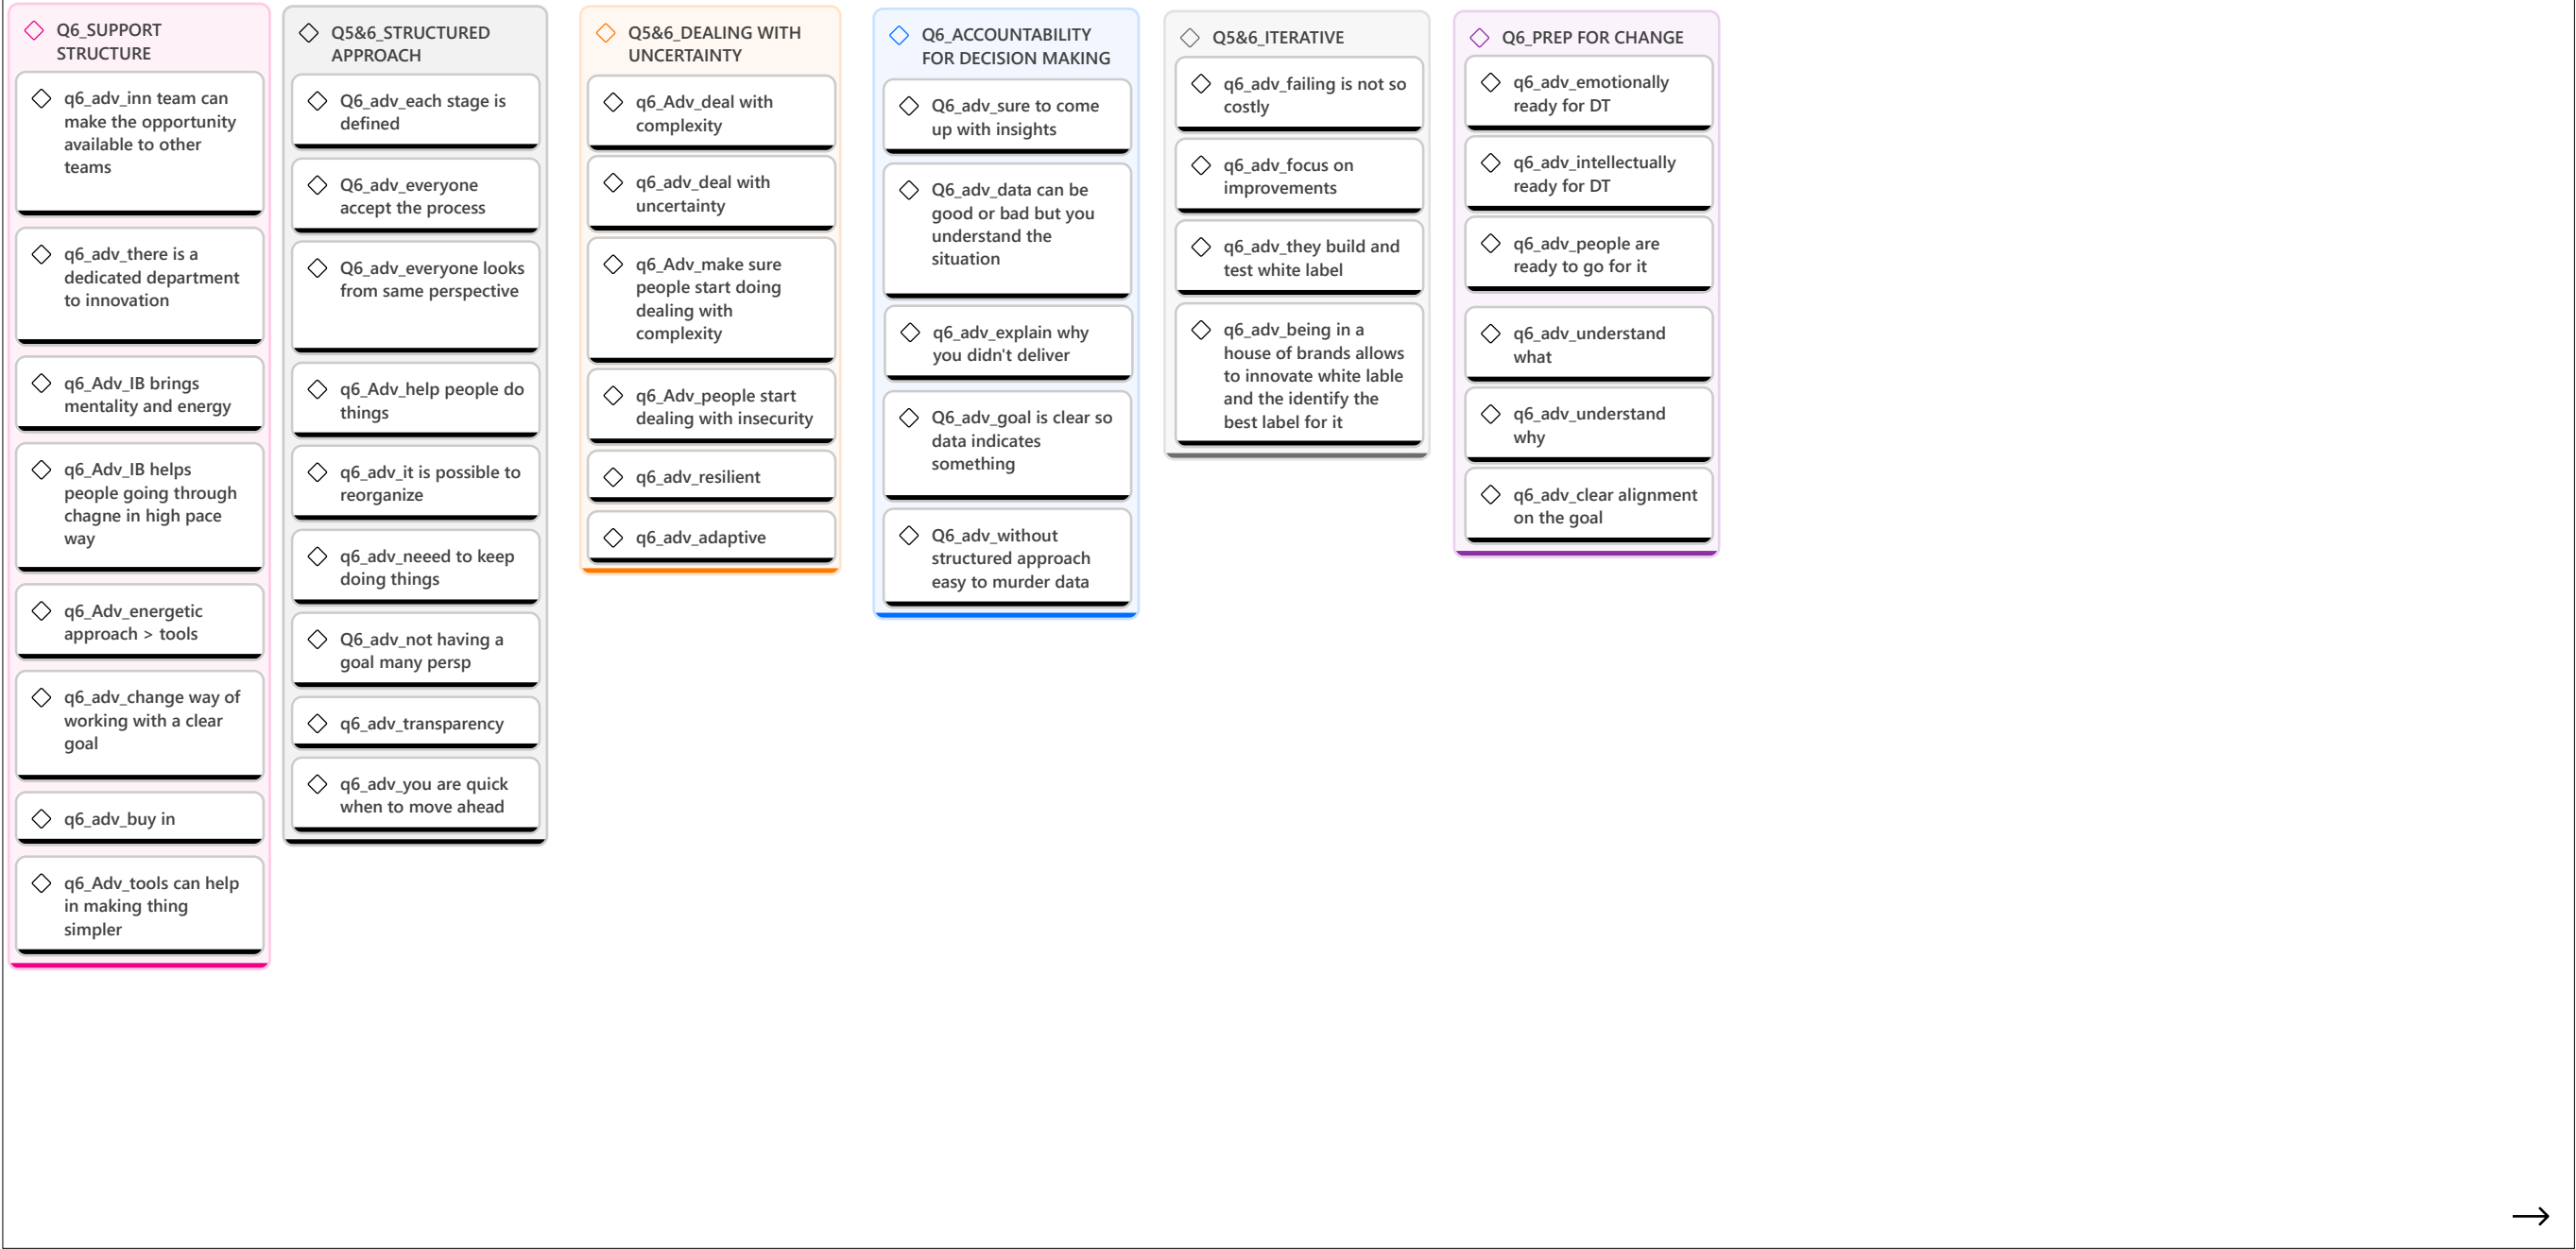 Q6_SUPPORT
STRUCTURE
q6_adv_inn team can
make the opportunity
available to other
teams
q6_adv_there is a
dedicated department
to innovation
q6_Adv_IB brings
mentality and energy
q6_Adv_IB helps
people going through
chagne in high pace
way
q6_Adv_energetic
approach > tools
q6_adv_change way of
working with a clear
goal
q6_adv_buy in
q6_Adv_tools can help
in making thing
simpler
Q5&6_STRUCTURED
APPROACH
Q6_adv_each stage is
defined
Q6_adv_everyone
accept the process
Q6_adv_everyone looks
from same perspective
q6_Adv_help people do
things
q6_adv_it is possible to
reorganize
q6_adv_neeed to keep
doing things
Q6_adv_not having a
goal many persp
q6_adv_transparency
q6_adv_you are quick
when to move ahead
Q5&6_DEALING WITH
UNCERTAINTY
q6_Adv_deal with
complexity
q6_adv_deal with
uncertainty
q6_Adv_make sure
people start doing
dealing with
complexity
q6_Adv_people start
dealing with insecurity
q6_adv_resilient
q6_adv_adaptive
Q6_ACCOUNTABILITY
FOR DECISION MAKING
Q6_adv_sure to come
up with insights
Q6_adv_data can be
good or bad but you
understand the
situation
q6_adv_explain why
you didn't deliver
Q6_adv_goal is clear so
data indicates
something
Q6_adv_without
structured approach
easy to murder data
Q5&6_ITERATIVE
q6_adv_failing is not so
costly
q6_adv_focus on
improvements
q6_adv_they build and
test white label
q6_adv_being in a
house of brands allows
to innovate white lable
and the identify the
best label for it
Q6_PREP FOR CHANGE
q6_adv_emotionally
ready for DT
q6_adv_intellectually
ready for DT
q6_adv_people are
ready to go for it
q6_adv_understand
what
q6_adv_understand
why
q6_adv_clear alignment
on the goal